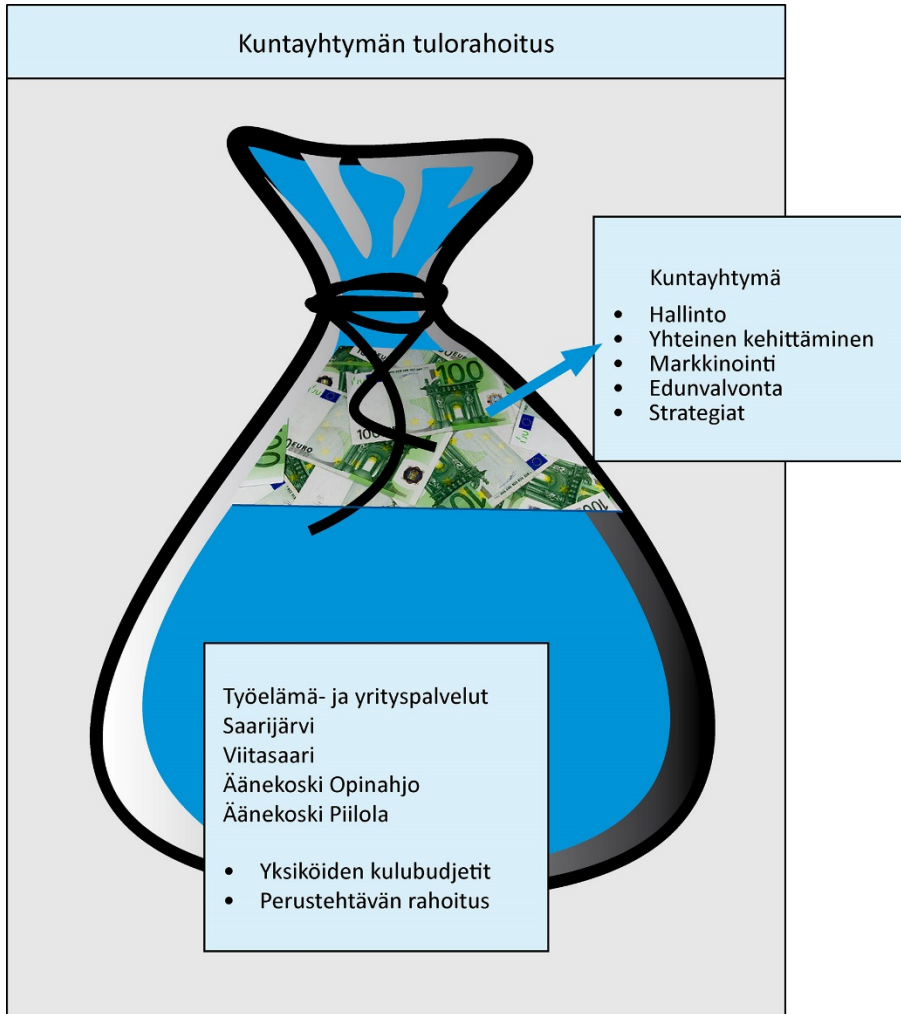 Kuntayhtymän tulorahoitus
Kuntayhtymä
• Hallinto
• Yhteinen kehittäminen
• Markkinointi
• Edunvalvonta
• Strategiat
100
Työelämä- ja yrityspalvelut
Saarijärvi
Viitasaari
Äänekoski Opinahjo
Äänekoski Piilola
• Yksiköiden kulubudjetit
• Perustehtävän rahoitus